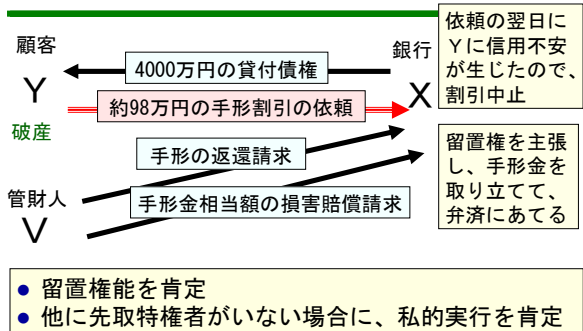 顧客
Y
破産
4000万円の貸付債権
約98万円の手形割引の依頼
銀行
X
依頼の翌日に
Yに信用不安
が生じたので、
割引中止
手形の返還請求
手形金相当額の損害賠償請求
管財人
V
留置権を主張
し、手形金を
取り立てて、
弁済にあてる
● 留置権能を肯定
● 他に先取特権者がいない場合に、私的実行を肯定